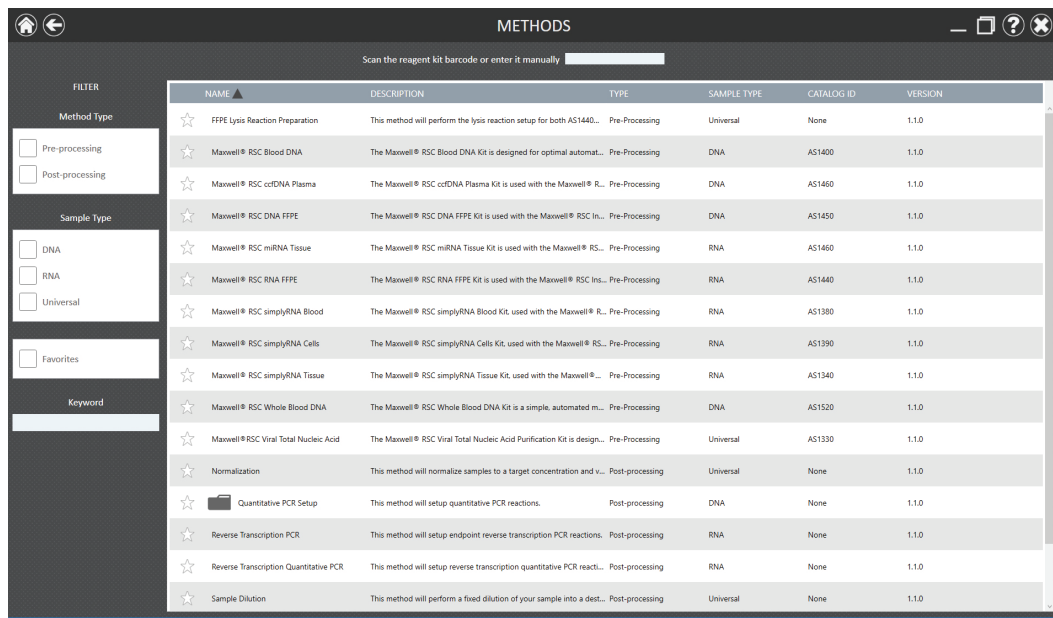 METHODS
Scan the reagent kit barcode or enter it manually
FILTER
Method Type
Pre-processing
Post-processing
Sample Type
DNA
RNA
Universal
Favorites
Keyword
NAME DESCRIPTION TYPE SAMPLE TYPE CATALOG ID VERSION
FFPE Lysis Reaction Preparation This method will perform the lysis reaction setup for both AS1440... Pre-Processing Universal None 1.1.0
Maxwell® RSC Blood DNA The Maxwell® RSC Blood DNA Kit is designed for optimal automat... Pre-Processing DNA AS1400 1.1.0
Maxwell® RSC ccfDNA Plasma The Maxwell® RSC ccfDNA Plasma Kit is used with the Maxwell® R... Pre-Processing DNA AS1460 1.1.0
Maxwell® RSC DNA FFPE The Maxwell® RSC DNA FFPE Kit is used with the Maxwell® RSC In... Pre-Processing DNA AS1450 1.1.0
Maxwell® RSC miRNA Tissue The Maxwell® RSC miRNA Tissue Kit is used with the Maxwell® RS... Pre-Processing RNA AS1460 1.1.0
Maxwell® RSC RNA FFPE The Maxwell® RSC RNA FFPE Kit is used with the Maxwell® RSC Ins... Pre-Processing RNA AS1440 1.1.0
Maxwell® RSC simplyRNA Blood The Maxwell® RSC simplyRNA Blood Kit, used with the Maxwell® R... Pre-Processing RNA AS1380 1.1.0
Maxwell® RSC simplyRNA Cells The Maxwell® RSC simplyRNA Cells Kit, used with the Maxwell® RS... Pre-Processing RNA AS1390 1.1.0
Maxwell® RSC simplyRNA Tissue The Maxwell® RSC simplyRNA Tissue Kit, used with the Maxwell®... Pre-Processing RNA AS1340 1.1.0
Maxwell® RSC Whole Blood DNA The Maxwell® RSC Whole Blood DNA Kit is a simple, automated m... Pre-Processing DNA AS1520 1.1.0
Maxwell®RSC Viral Total Nucleic Acid The Maxwell® RSC Viral Total Nucleic Acid Purification Kit is design... Pre-Processing Universal AS1330 1.1.0
Normalization This method will normalize samples to a target concentration and v... Post-processing Universal None 1.1.0
Quantitative PCR Setup This method will setup quantitative PCR reactions. Post-processing DNA None 1.1.0
Reverse Transcription PCR This method will setup endpoint reverse transcription PCR reactions. Post-processing RNA None 1.1.0
Reverse Transcription Quantitative PCR This method will setup reverse transcription quantitative PCR reacti... Post-processing RNA None 1.1.0
Sample Dilution This method will perform a fixed dilution of your sample into a dest... Post-processing Universal None 1.1.0